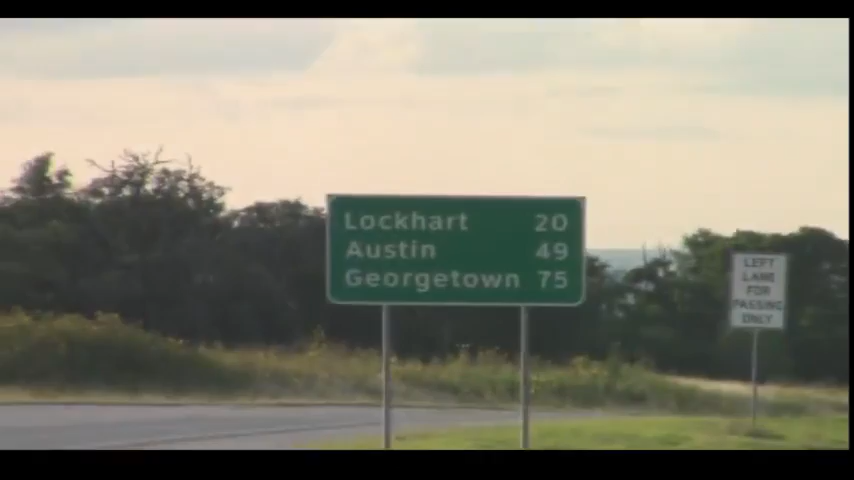 Lockhart 20
Austin 49
Georgetown 75
LEFT
LANE
FOR
PASSING
ONLY